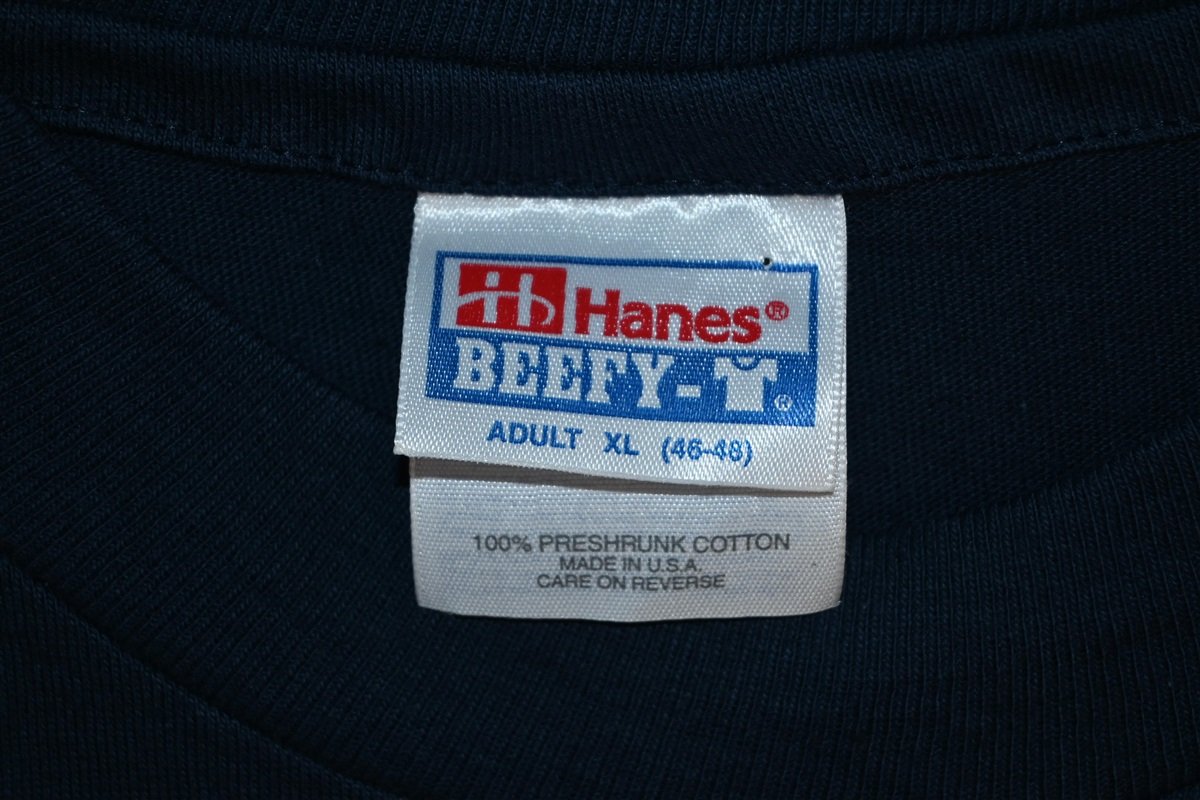 Hanes®
BEEFY-T®
ADULT XL (46-48)
100% PRESHRUNK COTTON
MADE IN U.S.A.
CARE ON REVERSE